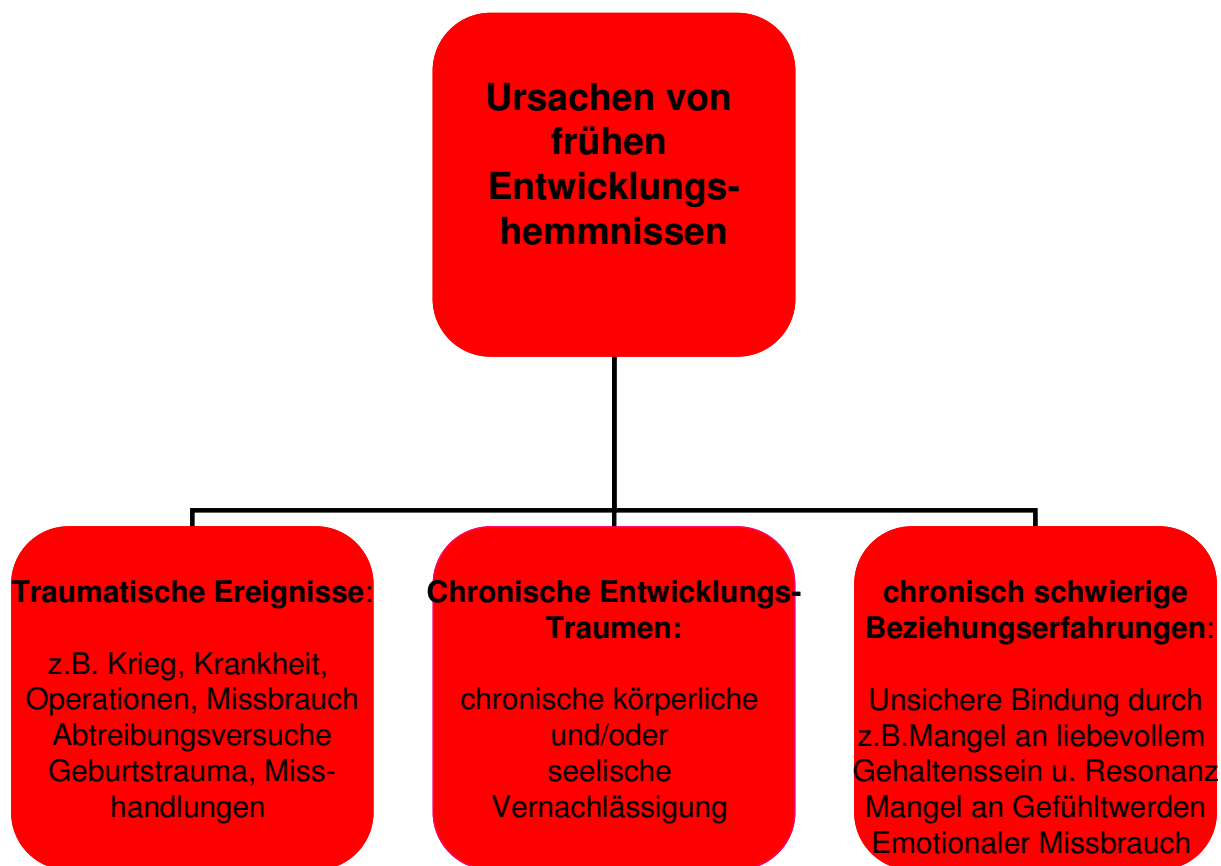 Ursachen von
frühen
Entwicklungs-
hemmnissen
Traumatische Ereignisse:
z.B. Krieg, Krankheit,
Operationen, Missbrauch
Abtreibungsversuche
Geburtstrauma, Miss-
handlungen
Chronische Entwicklungs-
Traumen:
chronische körperliche
und/oder
seelische
Vernachlässigung
chronisch schwierige
Beziehungserfahrungen:
Unsichere Bindung durch
z.B.Mangel an liebevollem
Gehaltenssein u. Resonanz
Mangel an Gefühltwerden
Emotionaler Missbrauch